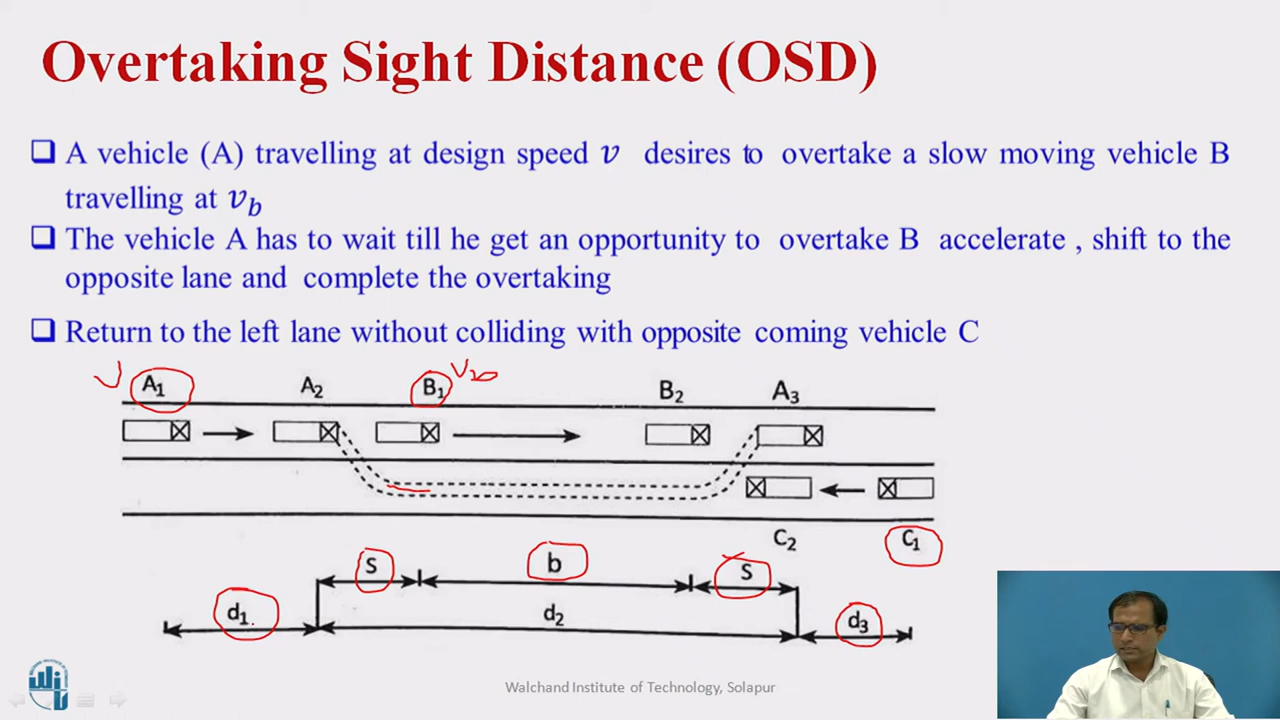 Overtaking Sight Distance (OSD)
❑ A vehicle (A) travelling at design speed v desires to overtake a slow moving vehicle B
travelling at v_b
❑ The vehicle A has to wait till he get an opportunity to overtake B accelerate , shift to the
opposite lane and complete the overtaking
❑ Return to the left lane without colliding with opposite coming vehicle C
V A₁ A₂ B₁ V_b B₂ A₃
C₂ C₁
S b S
d₁. d₂ d₃
Walchand Institute of Technology, Solapur